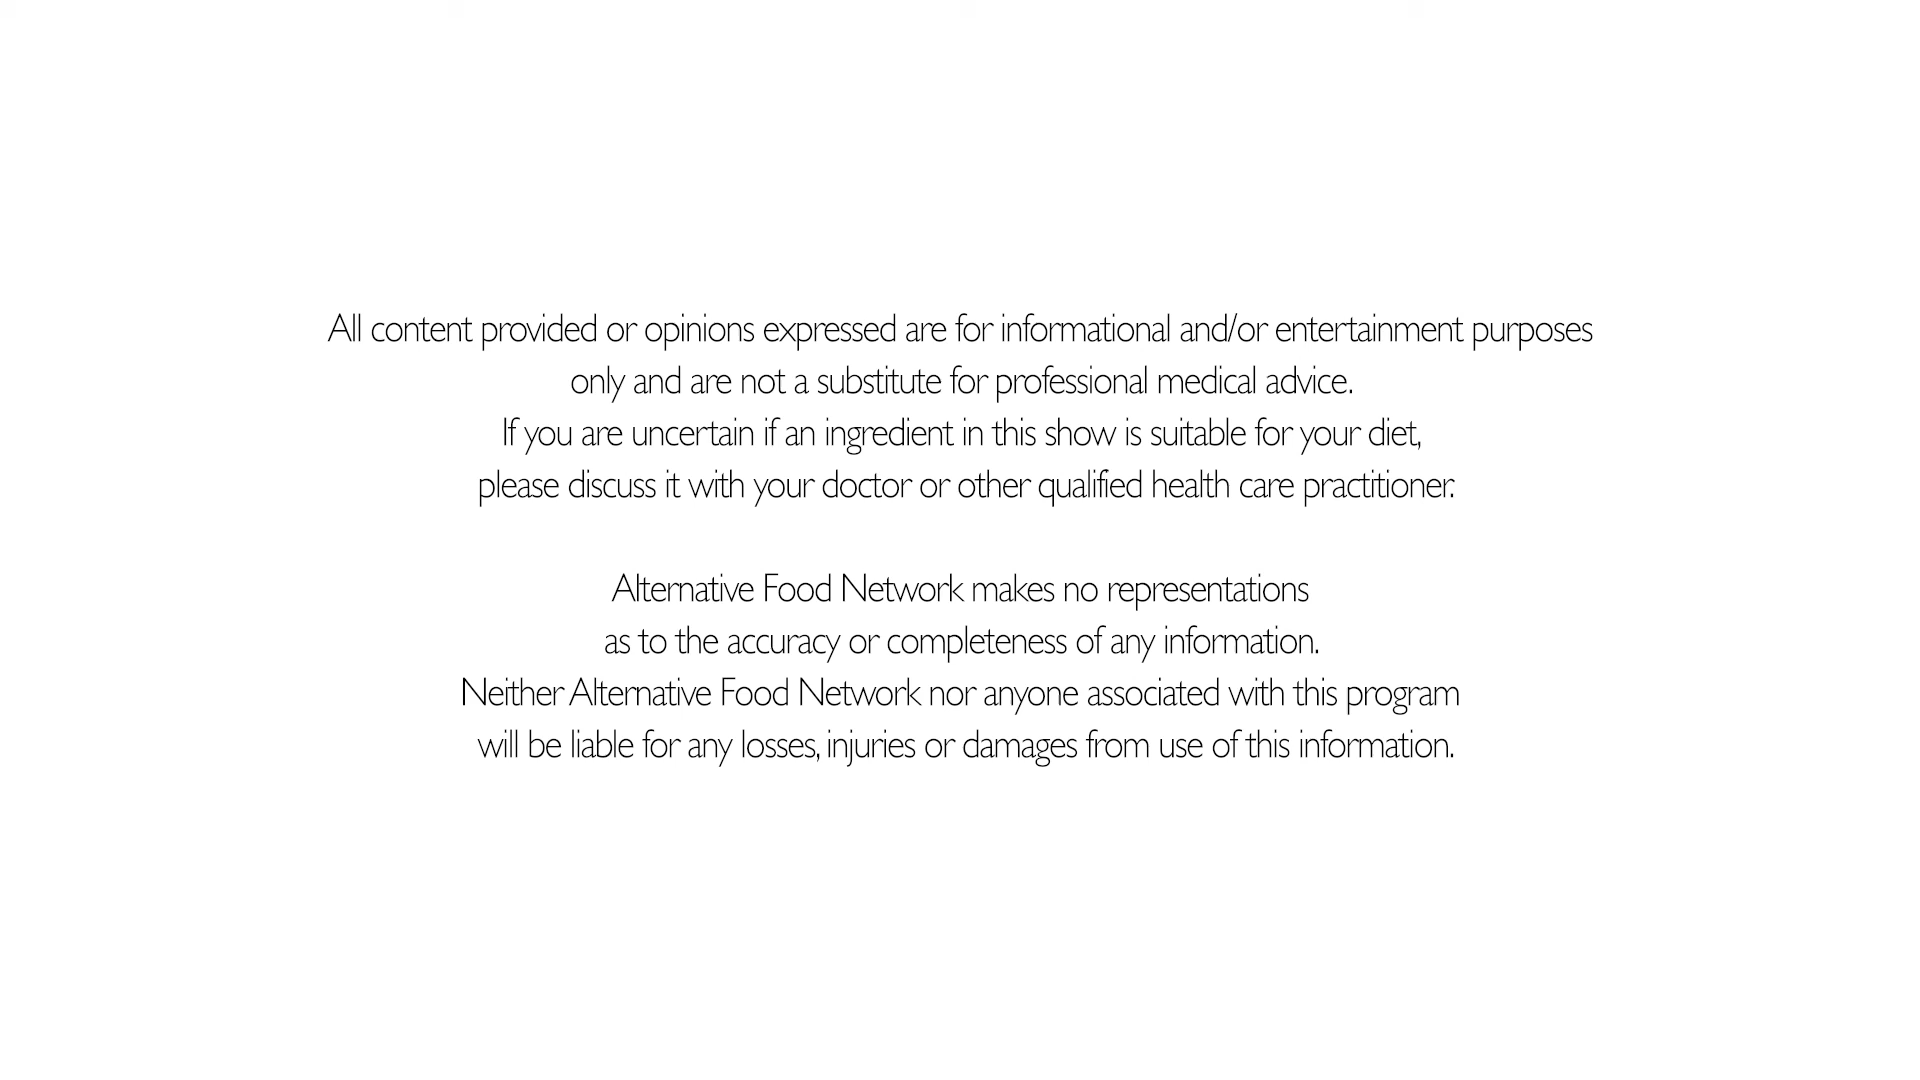 All content provided or opinions expressed are for informational and/or entertainment purposes
only and are not a substitute for professional medical advice.
If you are uncertain if an ingredient in this show is suitable for your diet,
please discuss it with your doctor or other qualified health care practitioner.
Alternative Food Network makes no representations
as to the accuracy or completeness of any information.
Neither Alternative Food Network nor anyone associated with this program
will be liable for any losses, injuries or damages from use of this information.